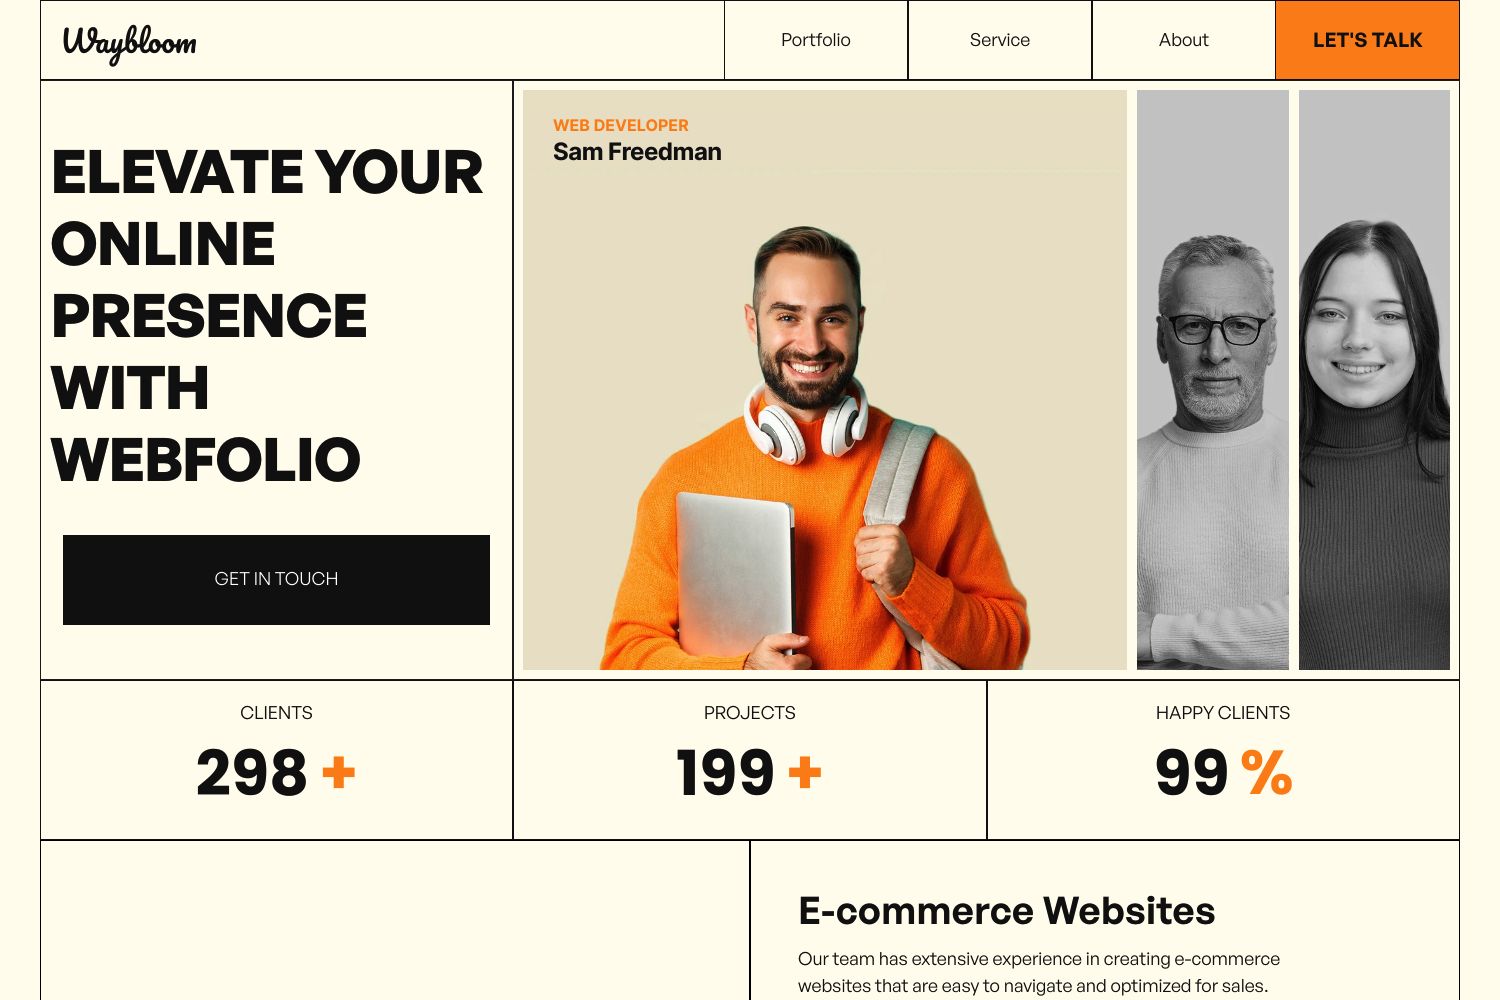 Waybloom
Portfolio
Service
About
LET'S TALK
ELEVATE YOUR
ONLINE
PRESENCE
WITH
WEBFOLIO
GET IN TOUCH
WEB DEVELOPER
Sam Freedman
CLIENTS
298 +
PROJECTS
199 +
HAPPY CLIENTS
99 %
E-commerce Websites
Our team has extensive experience in creating e-commerce
websites that are easy to navigate and optimized for sales.